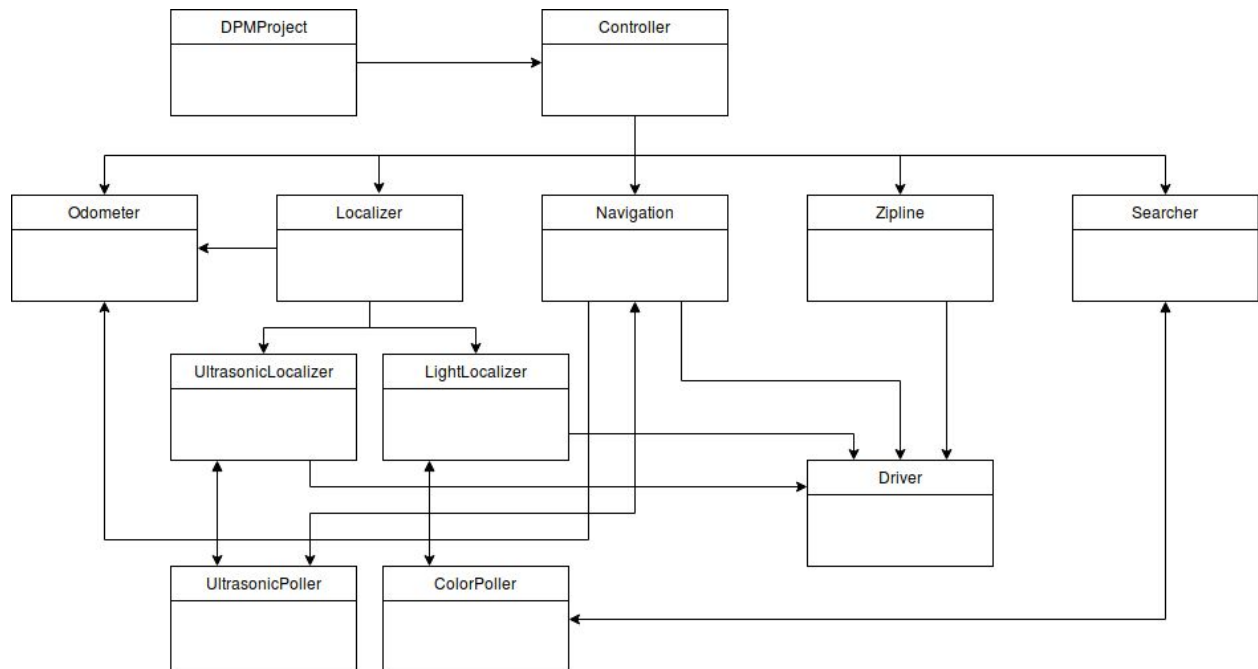 DPMProject
Controller
Odometer
Localizer
Navigation
Zipline
Searcher
UltrasonicLocalizer
LightLocalizer
Driver
UltrasonicPoller
ColorPoller